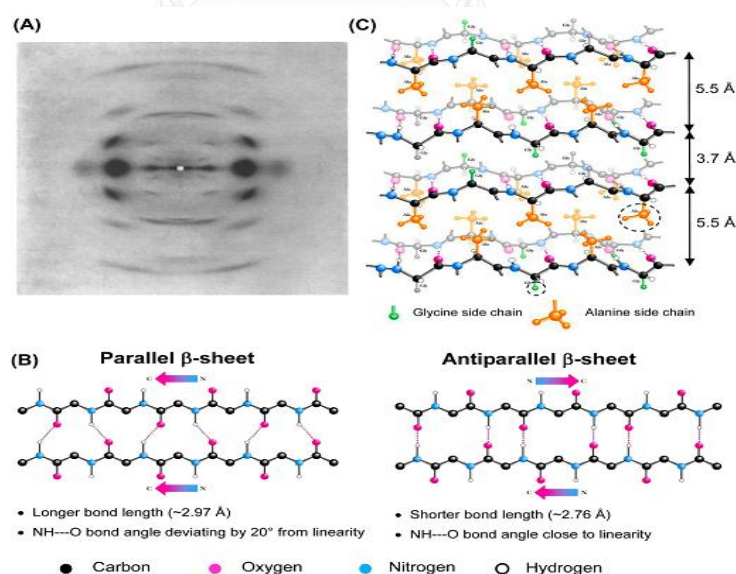 (A)
(C)
5.5 Å
3.7 Å
5.5 Å
Glycine side chain
Alanine side chain
(B)
Parallel β-sheet
C N
C N
• Longer bond length (~2.97 Å)
• NH---O bond angle deviating by 20° from linearity
Antiparallel β-sheet
N C
C N
• Shorter bond length (~2.76 Å)
• NH---O bond angle close to linearity
Carbon
Oxygen
Nitrogen
Hydrogen